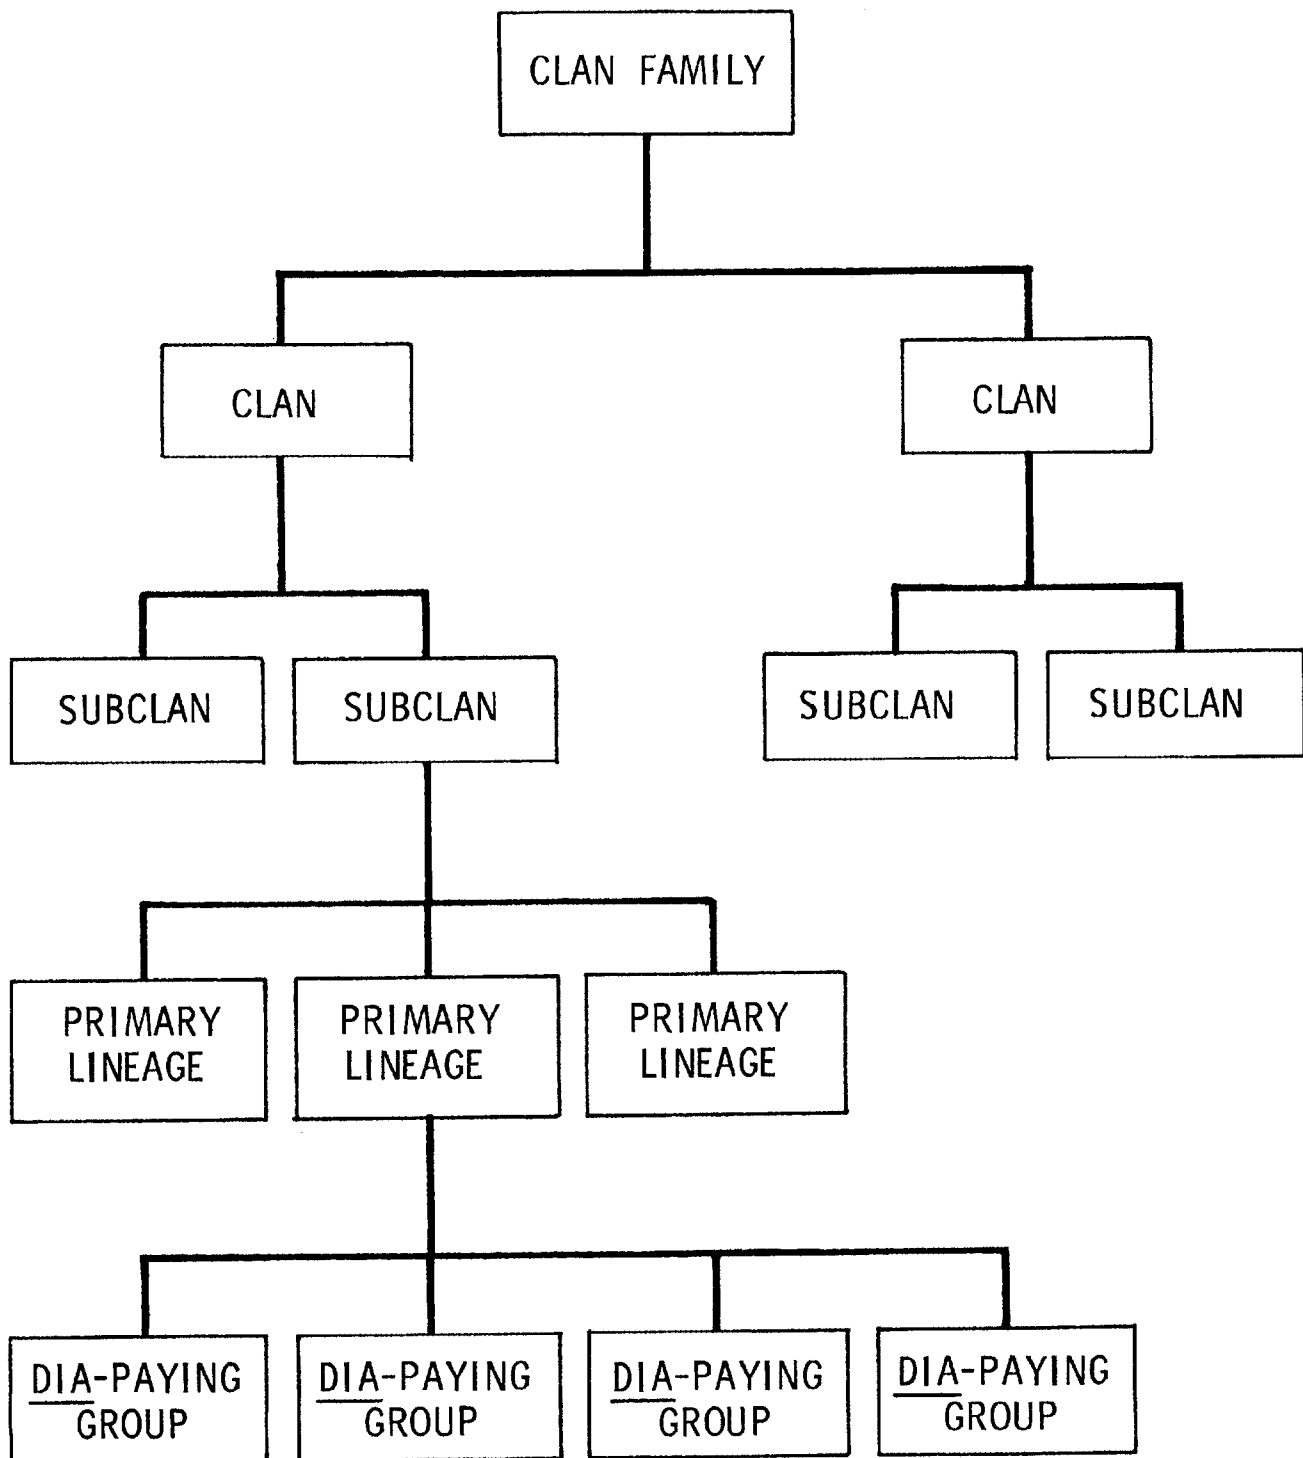 CLAN FAMILY
CLAN
CLAN
SUBCLAN
SUBCLAN
SUBCLAN
SUBCLAN
PRIMARY
LINEAGE
PRIMARY
LINEAGE
PRIMARY
LINEAGE
DIA-PAYING
GROUP
DIA-PAYING
GROUP
DIA-PAYING
GROUP
DIA-PAYING
GROUP